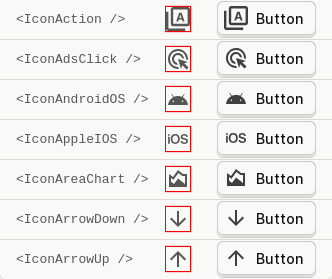 <IconAction /> A Button
<IconAdsClick /> Button
<IconAndroidOS /> Button
<IconAppleIOS /> iOS iOS Button
<IconAreaChart /> Button
<IconArrowDown /> Button
<IconArrowUp /> Button